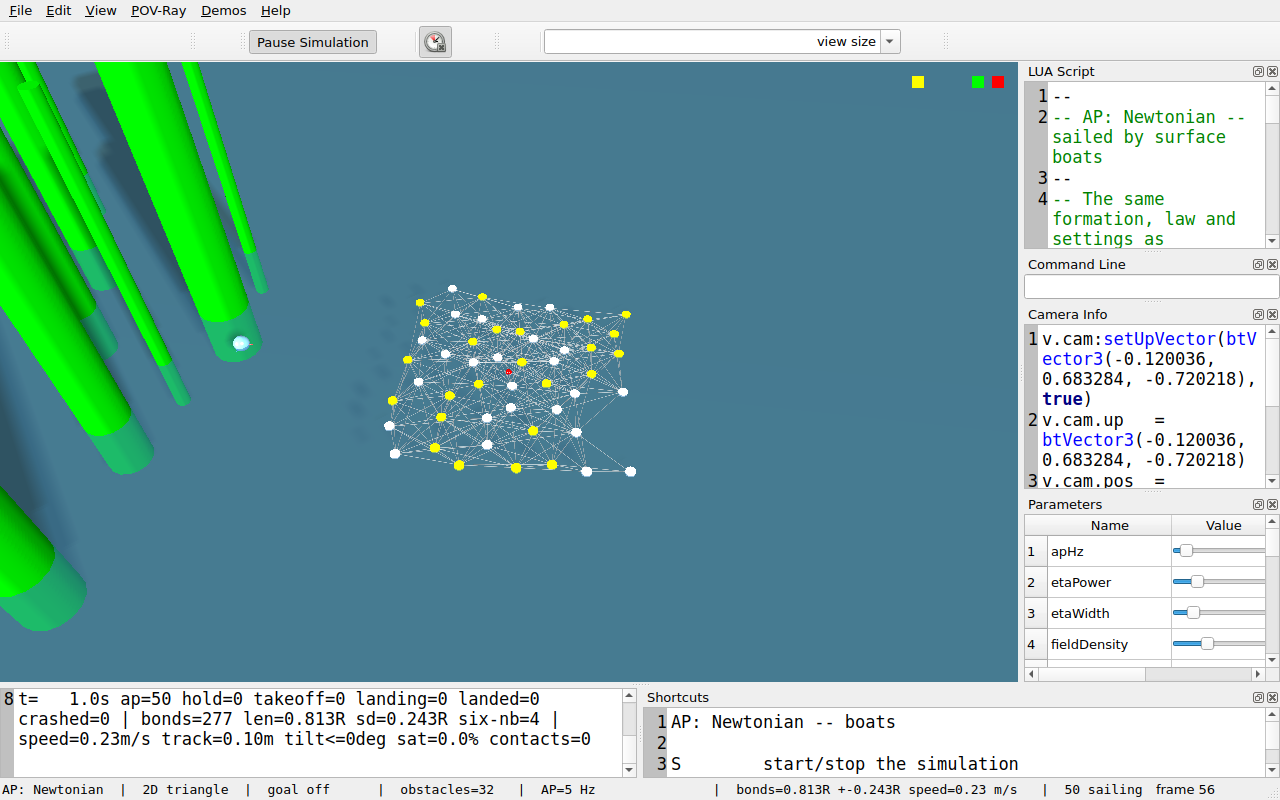 File Edit View POV-Ray Demos Help
Pause Simulation
view size
LUA Script
1 --
2 -- AP: Newtonian --
sailed by surface
boats
3 --
4 -- The same
formation, law and
settings as
Command Line
Camera Info
1 v.cam:setUpVector(btV
ector3(-0.120036,
0.683284, -0.720218),
true)
2 v.cam.up   =
btVector3(-0.120036,
0.683284, -0.720218)
3 v.cam.pos  =
Parameters
Name Value
1 apHz
2 etaPower
3 etaWidth
4 fieldDensity
8 t=   1.0s ap=50 hold=0 takeoff=0 landing=0 landed=0
crashed=0 | bonds=277 len=0.813R sd=0.243R six-nb=4 |
speed=0.23m/s track=0.10m tilt<=0deg sat=0.0% contacts=0
Shortcuts
1 AP: Newtonian -- boats
2
3 S        start/stop the simulation
AP: Newtonian | 2D triangle | goal off | obstacles=32 | AP=5 Hz | bonds=0.813R +-0.243R speed=0.23 m/s | 50 sailing frame 56